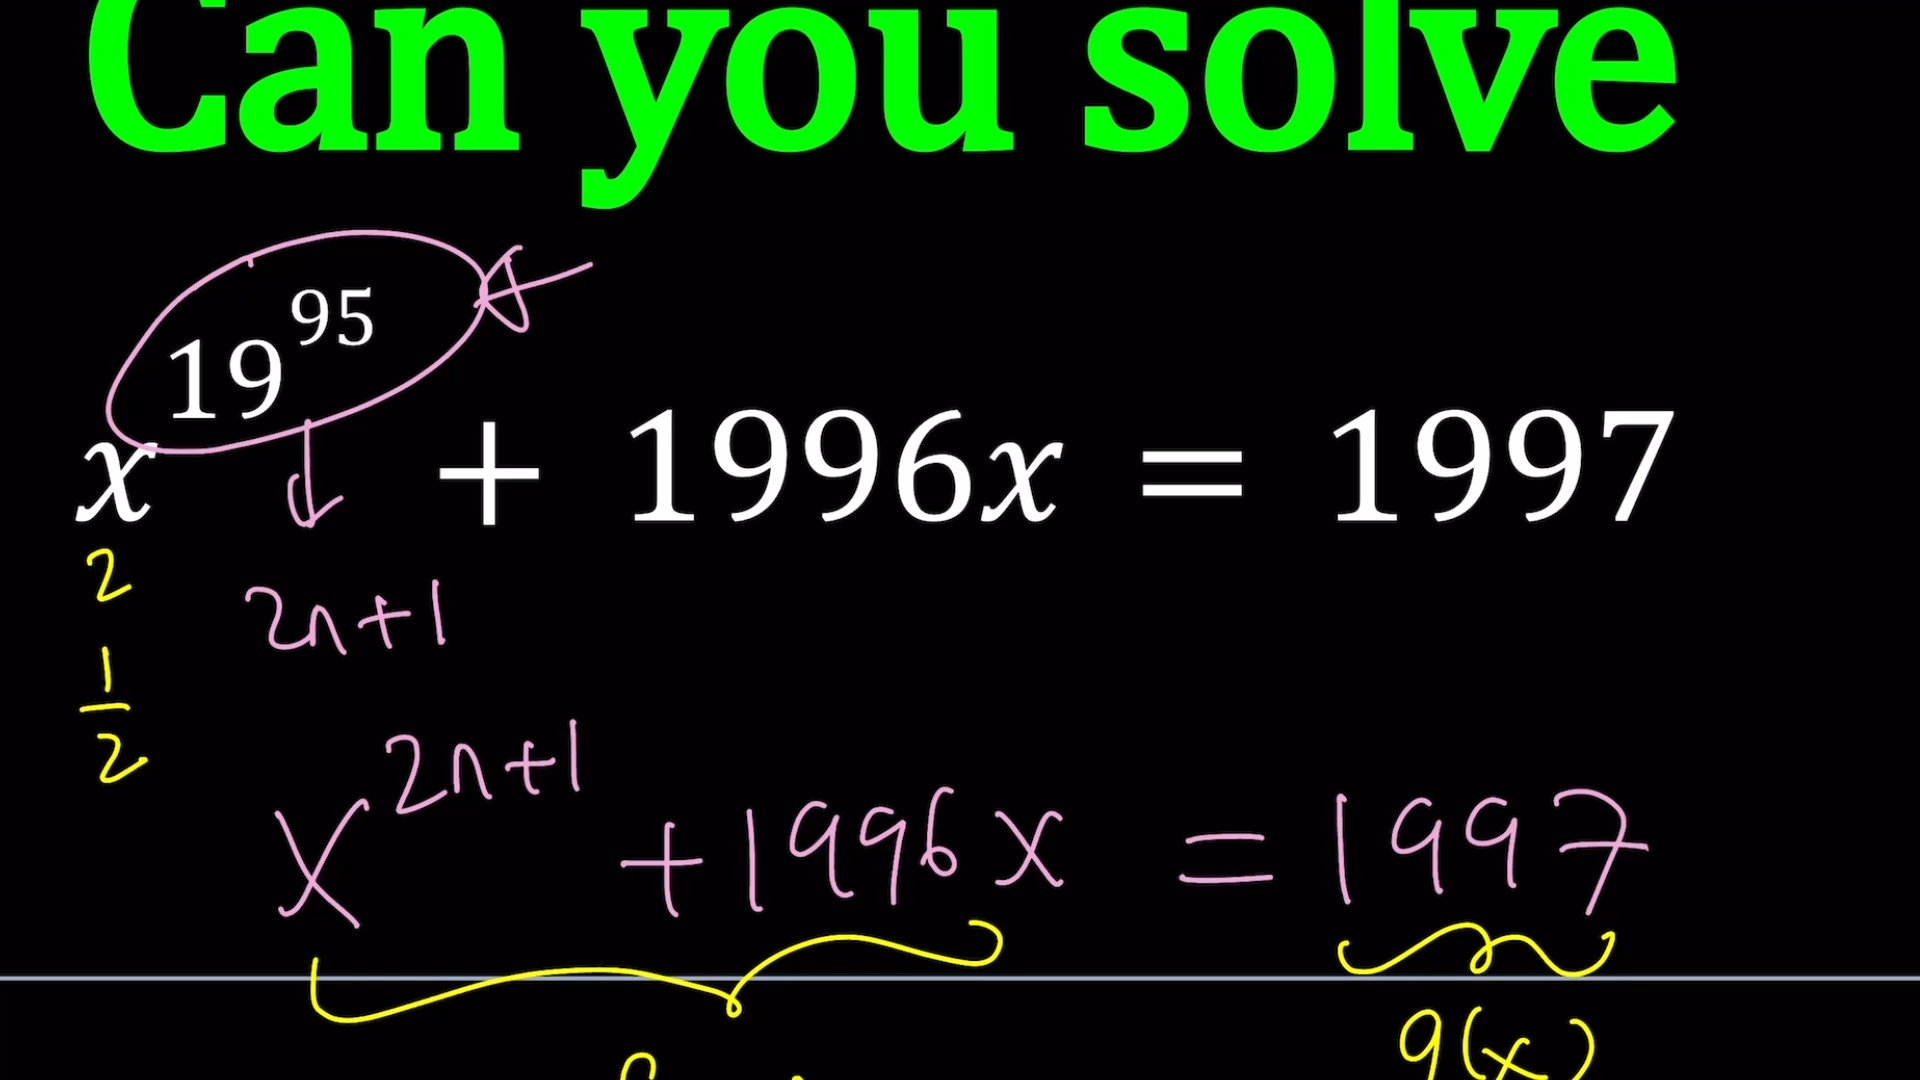 Can you solve
x^19^95 + 1996x = 1997
2
2n+1
1/2
x^2n+1 + 1996x = 1997
g(x)